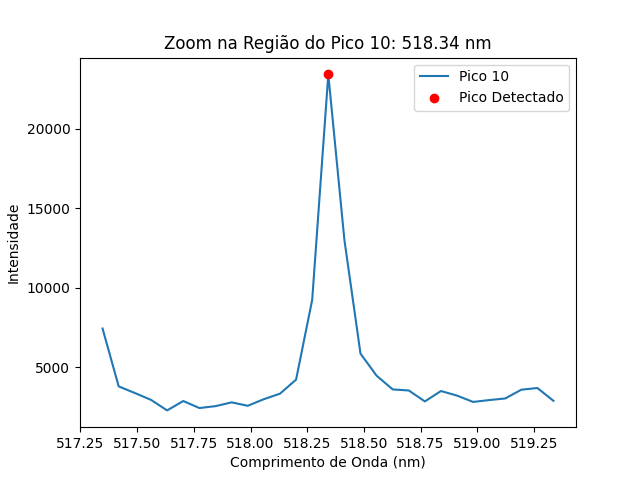 Zoom na Região do Pico 10: 518.34 nm
Pico 10
Pico Detectado
Intensidade
20000
15000
10000
5000
517.25 517.50 517.75 518.00 518.25 518.50 518.75 519.00 519.25
Comprimento de Onda (nm)